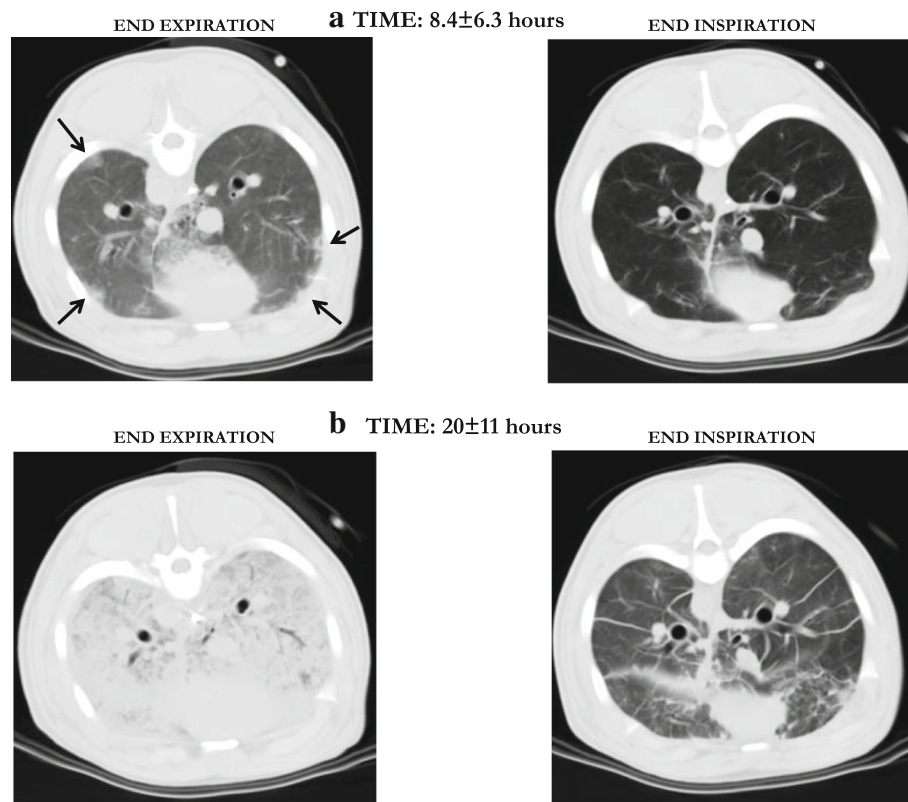 a TIME: 8.4±6.3 hours
END EXPIRATION
END INSPIRATION
b TIME: 20±11 hours
END EXPIRATION
END INSPIRATION